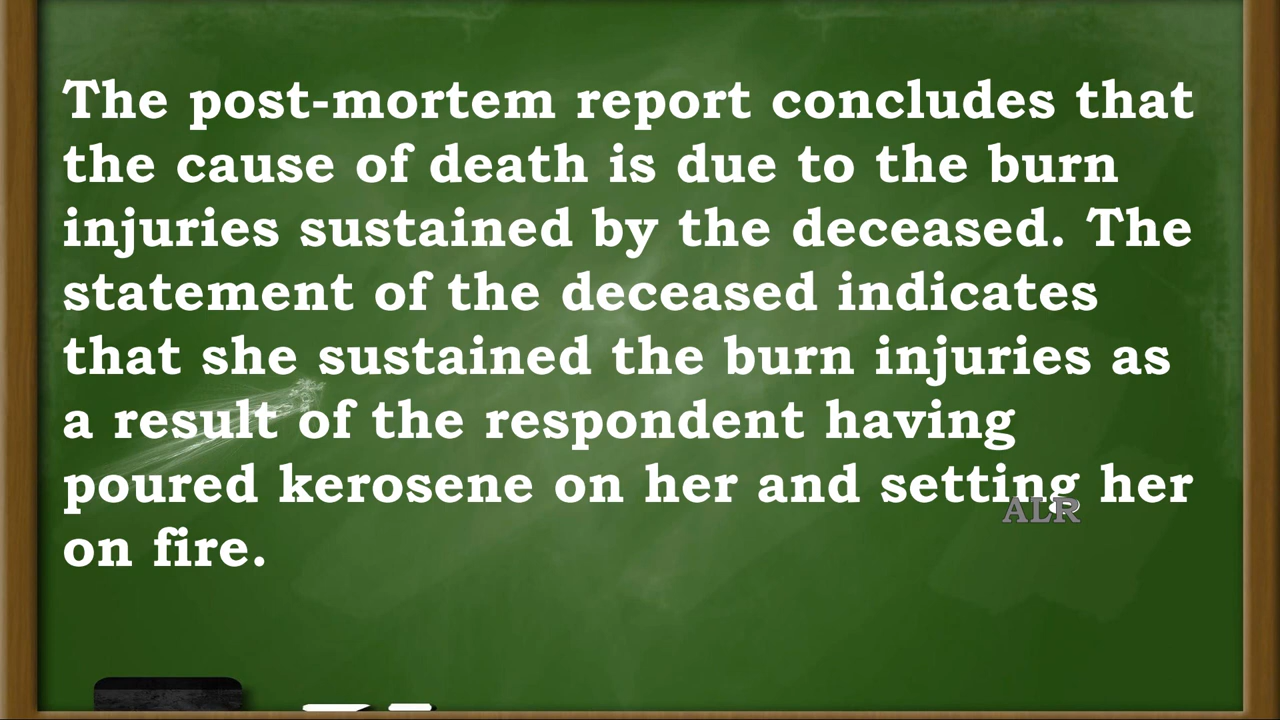 The post-mortem report concludes that
the cause of death is due to the burn
injuries sustained by the deceased. The
statement of the deceased indicates
that she sustained the burn injuries as
a result of the respondent having
poured kerosene on her and setting her
on fire.
ALR